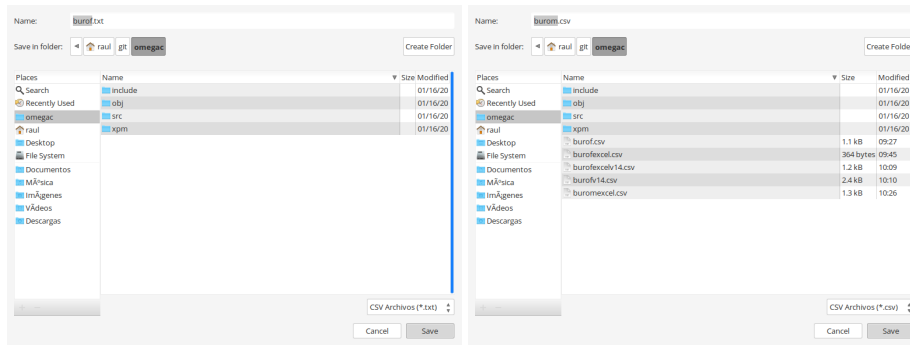 Name: burof.txt
Save in folder: raul git omegac Create Folder
Places Name Size Modified
Search include 01/16/20
Recently Used obj 01/16/20
omegac src 01/16/20
raul xpm 01/16/20
Desktop
File System
Documentos
MÃºsica
ImÃ¡genes
VÃ­deos
Descargas
CSV Archivos (*.txt)
Cancel Save
Name: burom.csv
Save in folder: raul git omegac Create Folder
Places Name Size Modified
Search include 01/16/20
Recently Used obj 01/16/20
omegac src 01/16/20
raul xpm 01/16/20
Desktop burof.csv 1.1 kB 09:27
File System burofexcel.csv 364 bytes 09:45
Documentos burofexcelv14.csv 1.2 kB 10:09
MÃºsica burofv14.csv 2.4 kB 10:10
ImÃ¡genes buromexcel.csv 1.3 kB 10:26
VÃ­deos
Descargas
CSV Archivos (*.csv)
Cancel Save